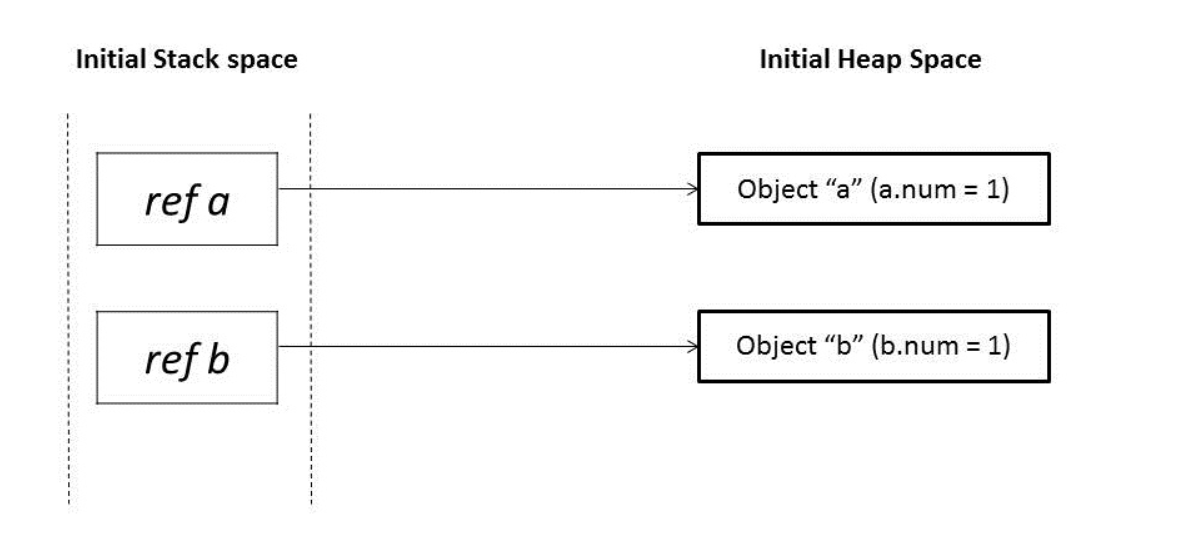 Initial Stack space
Initial Heap Space
ref a
Object “a” (a.num = 1)
ref b
Object “b” (b.num = 1)